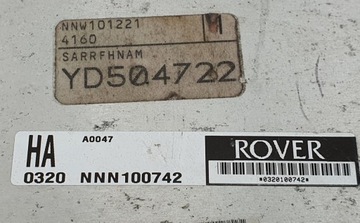 NNW101221 M
4160
SARRFHNAM
YD504722
HA A0047
0320 NNN100742
ROVER
*0320100742*